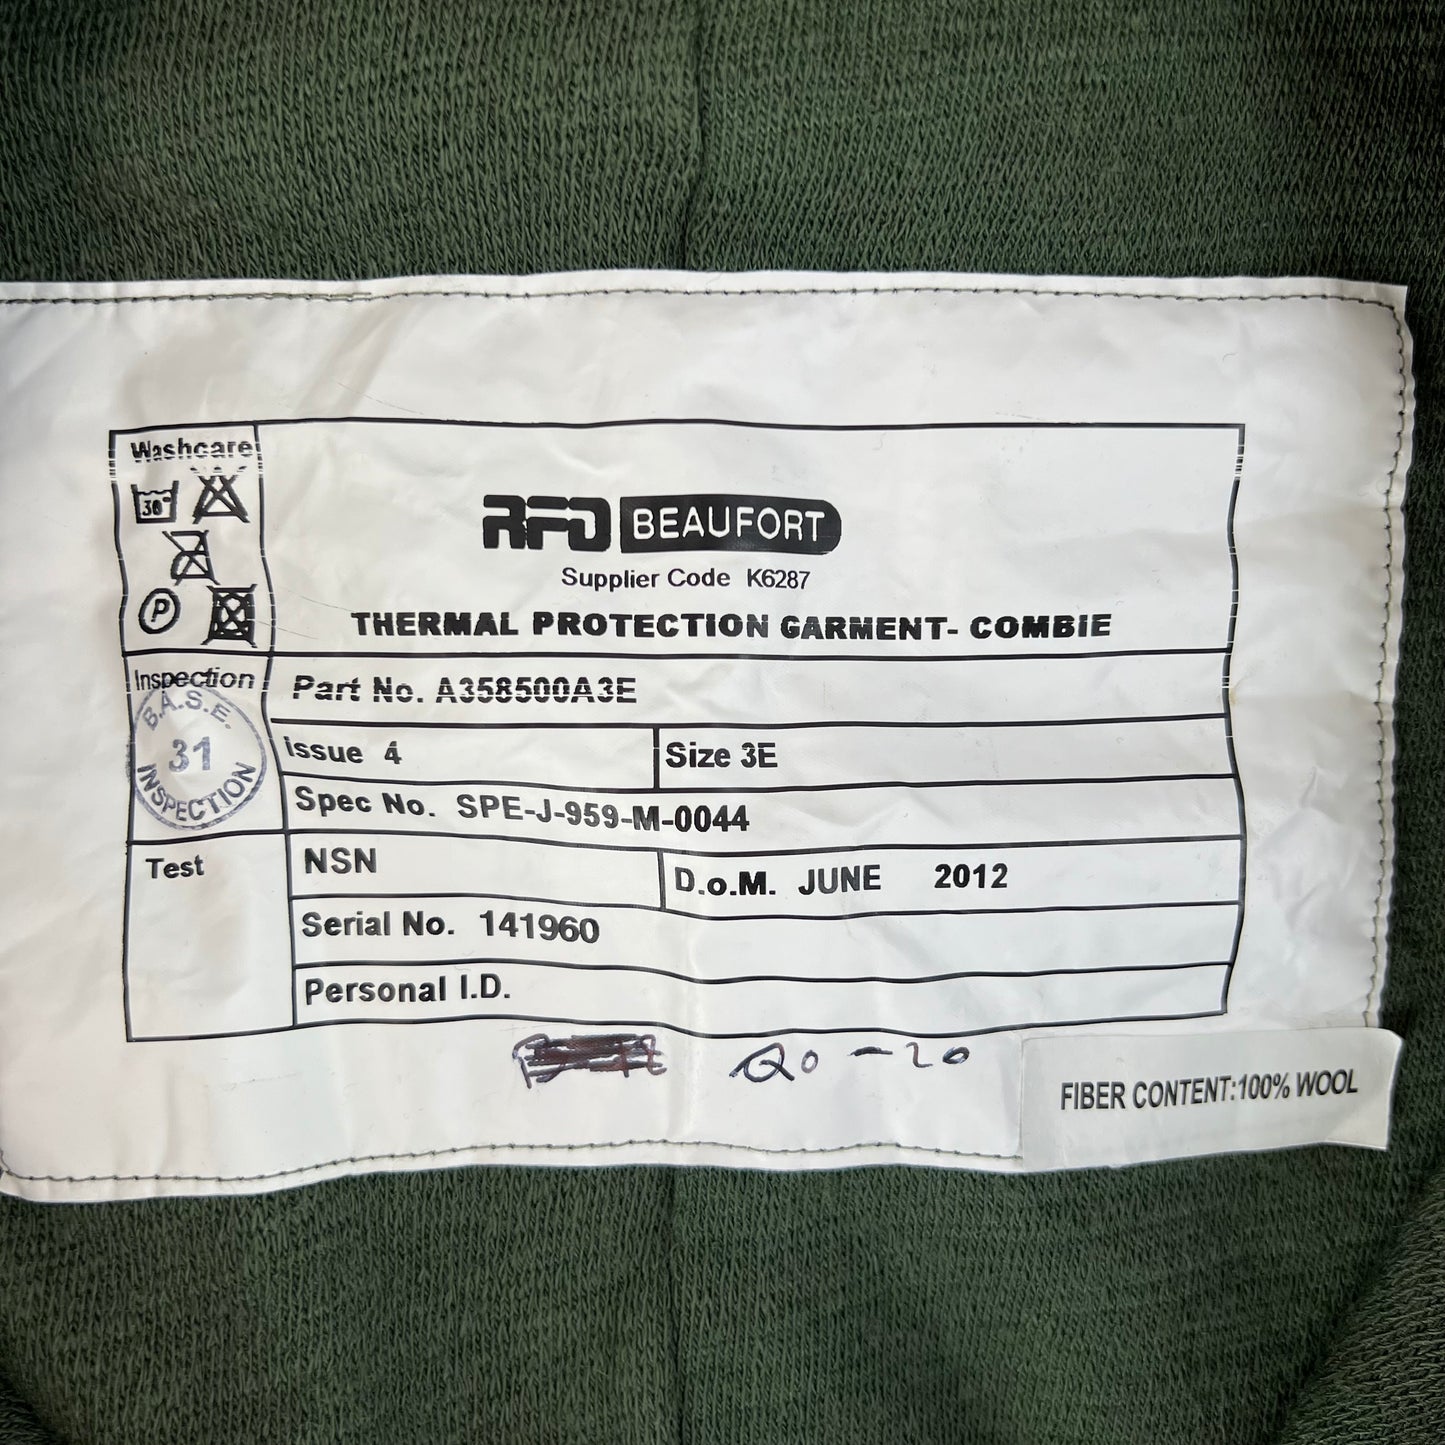 Washcare
30°
P
RFD BEAUFORT
Supplier Code K6287
THERMAL PROTECTION GARMENT- COMBIE
Inspection
B.A.S.E.
31
INSPECTION
Part No. A358500A3E
issue 4
Size 3E
Spec No. SPE-J-959-M-0044
Test
NSN
D.o.M. JUNE 2012
Serial No. 141960
Personal I.D.
20-20
FIBER CONTENT:100% WOOL